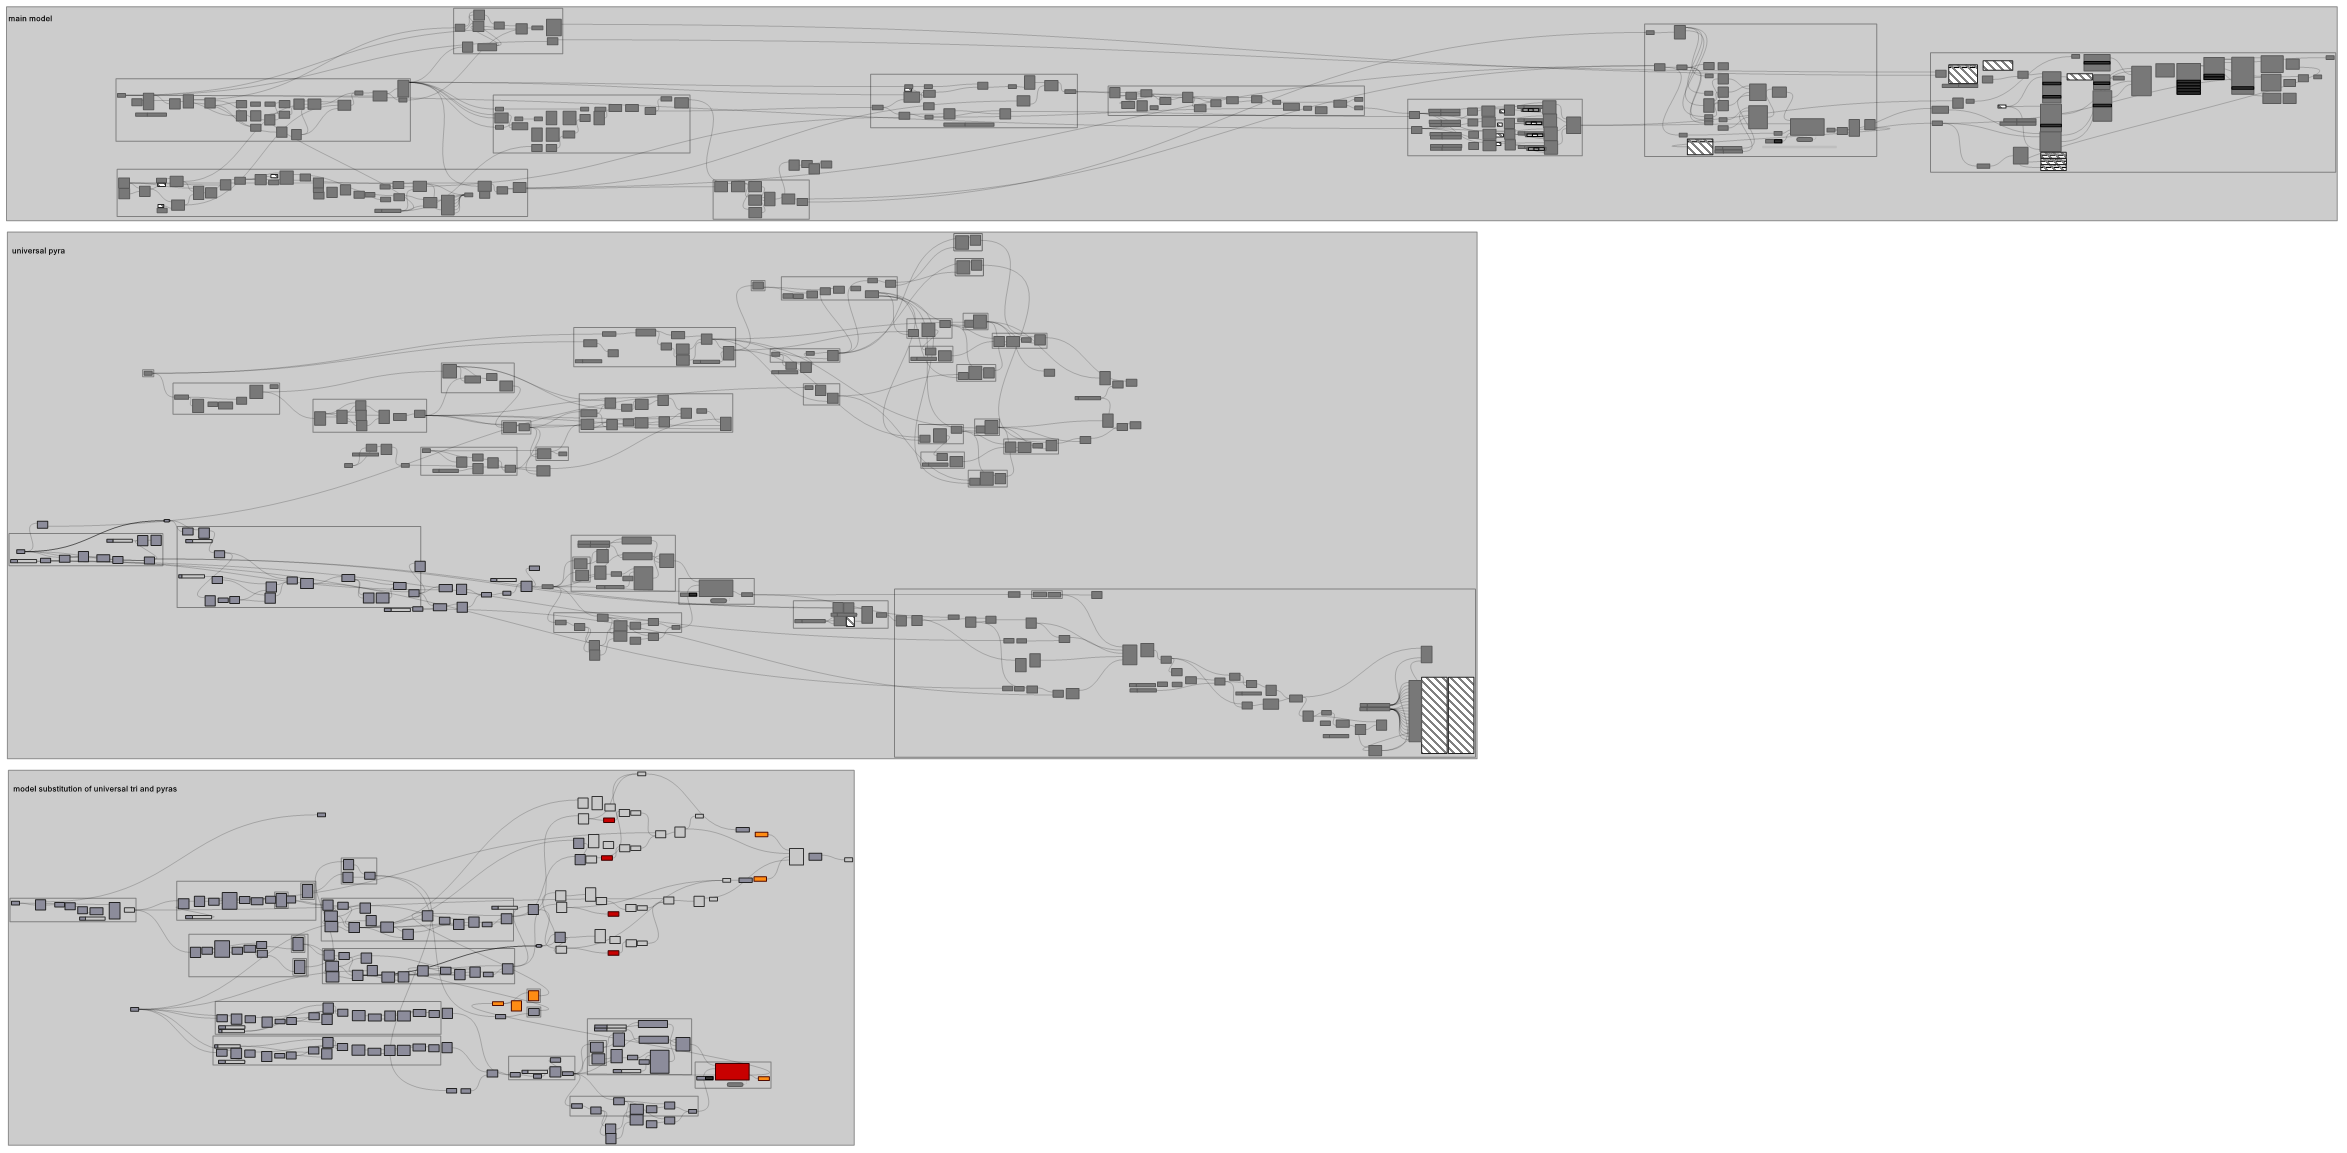 main model
universal pyra
model substitution of universal tri and pyras